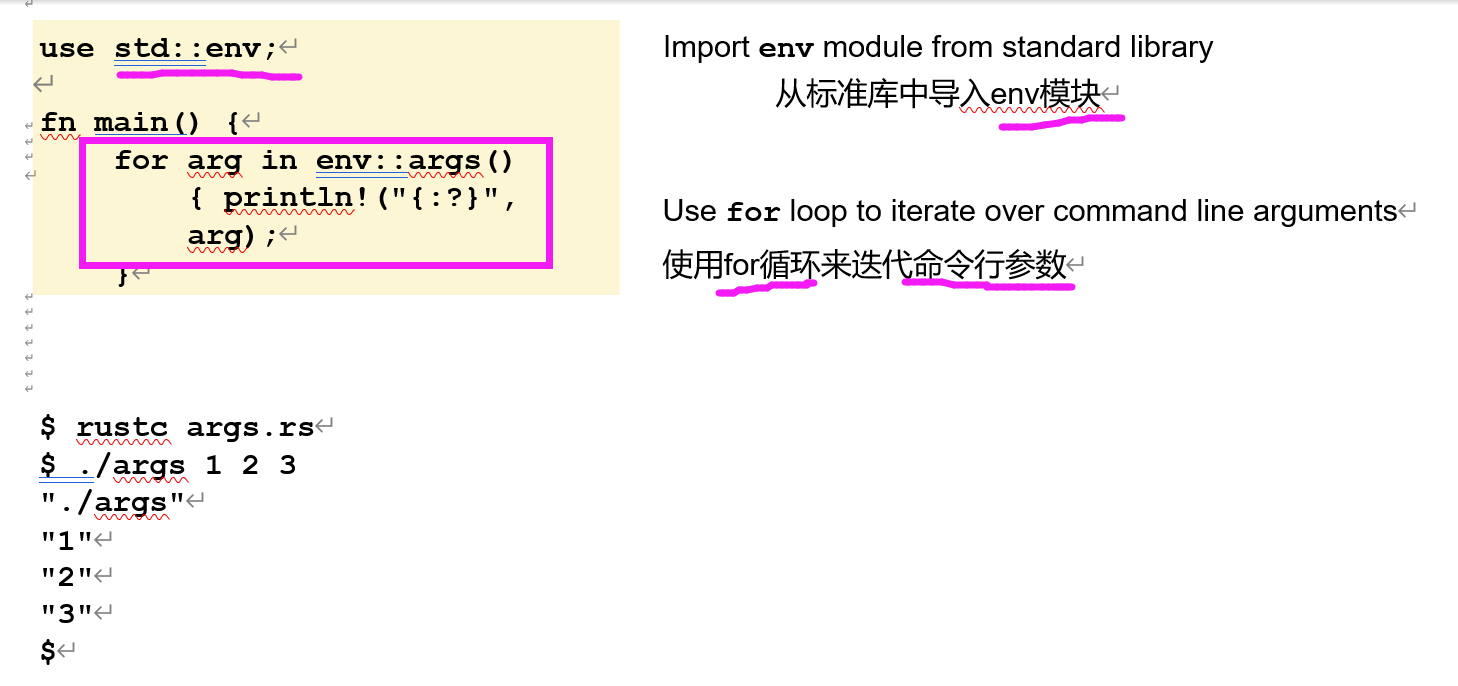 use std::env;
fn main() {
for arg in env::args()
{ println!("{:?}",
arg);
}
Import env module from standard library
从标准库中导入env模块
Use for loop to iterate over command line arguments
使用for循环来迭代命令行参数
$ rustc args.rs
$ ./args 1 2 3
"./args"
"1"
"2"
"3"
$